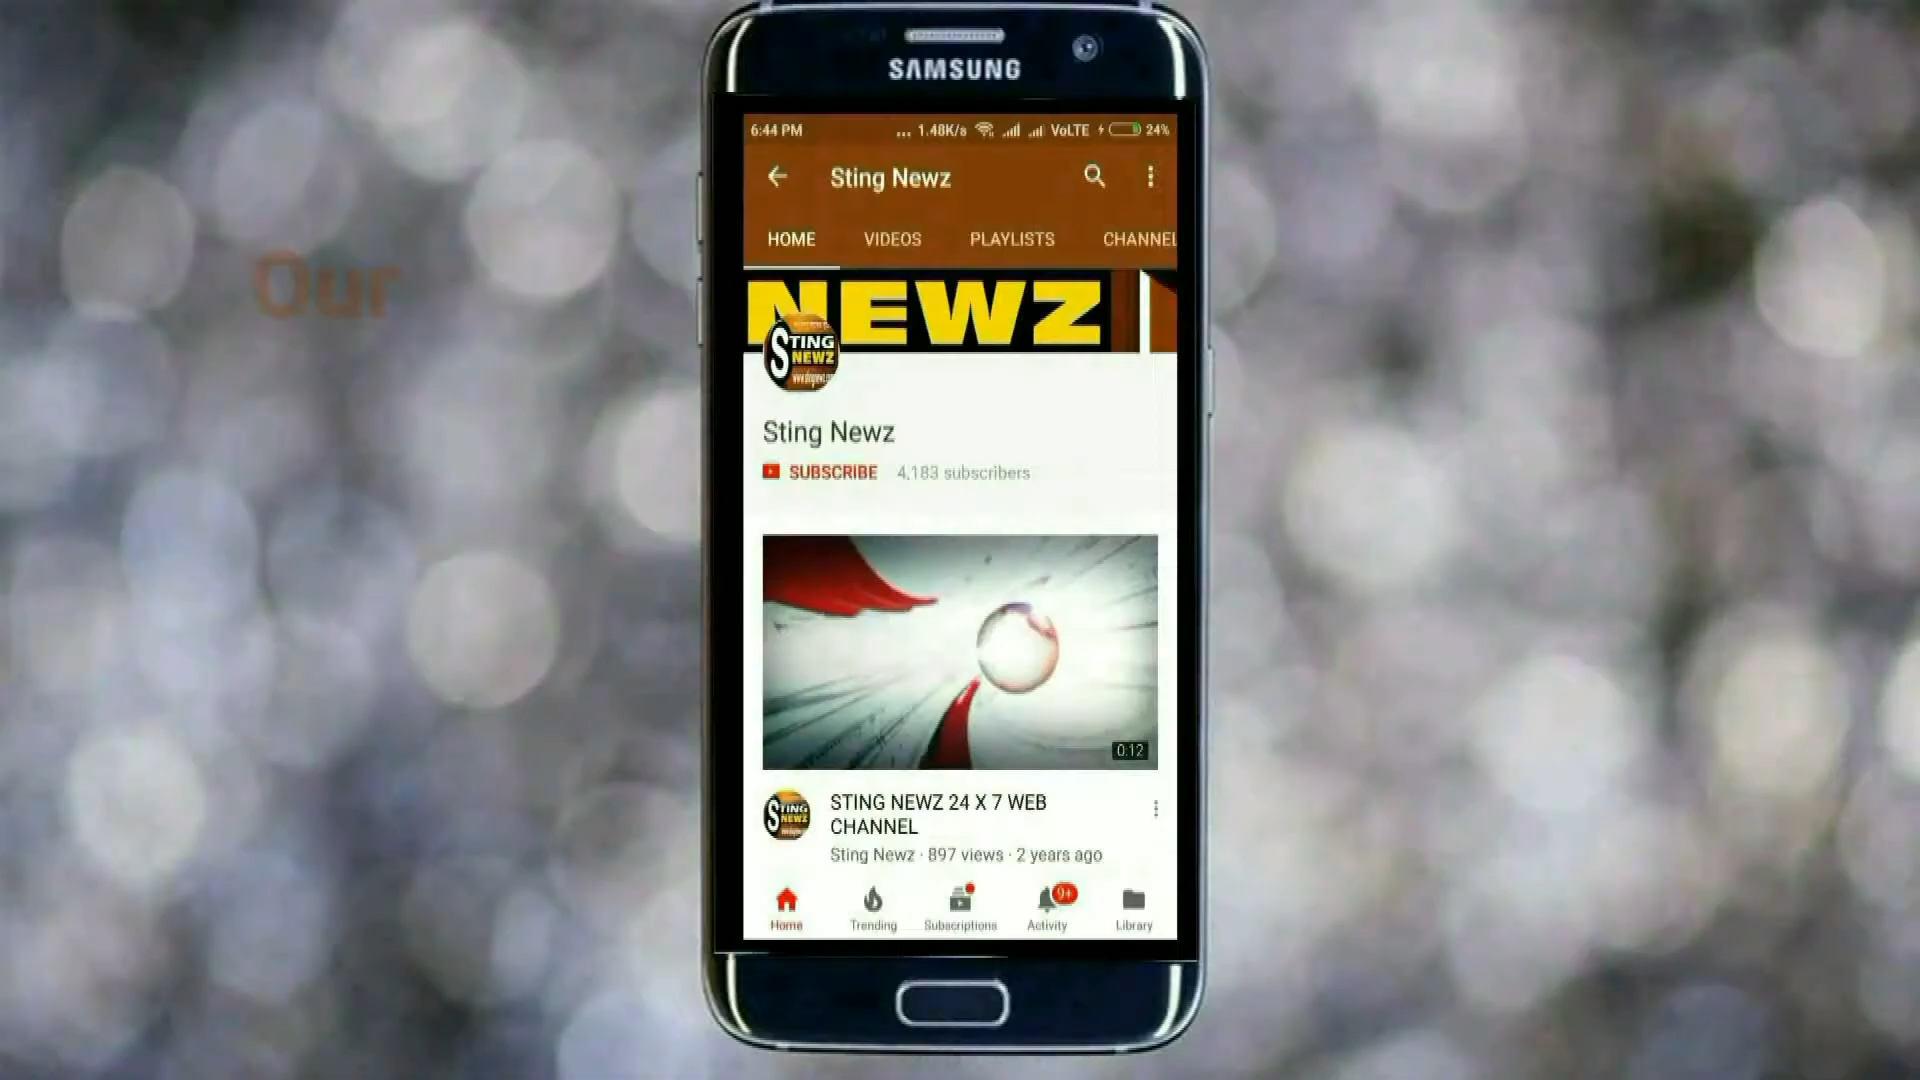 SAMSUNG
6:44 PM ... 1.48K/s VoLTE 24%
Sting Newz
HOME VIDEOS PLAYLISTS CHANNEL
NEWZ
STING
NEWZ
Sting Newz
SUBSCRIBE 4,183 subscribers
Our
0:12
STING NEWZ 24 X 7 WEB
CHANNEL
STING
NEWZ
Sting Newz · 897 views · 2 years ago
9+
Home Trending Subscriptions Activity Library